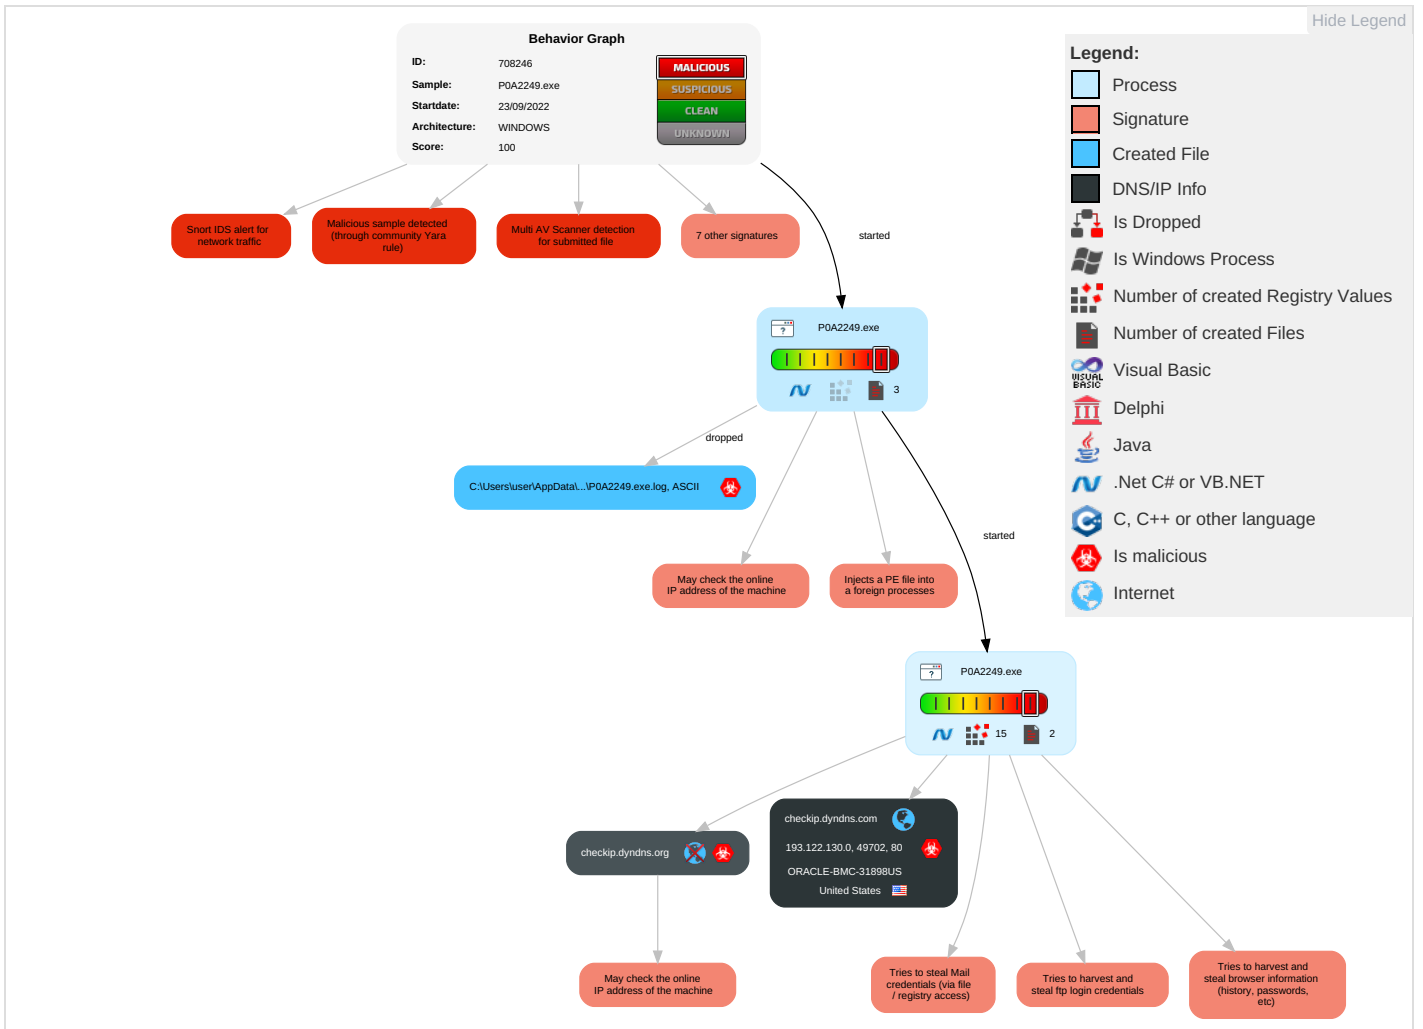 Hide Legend
Behavior Graph
ID: 708246
Sample: P0A2249.exe
Startdate: 23/09/2022
Architecture: WINDOWS
Score: 100
MALICIOUS
SUSPICIOUS
CLEAN
UNKNOWN
Legend:
Process
Signature
Created File
DNS/IP Info
Is Dropped
Is Windows Process
Number of created Registry Values
Number of created Files
VISUAL
BASIC
Visual Basic
Delphi
Java
.Net C# or VB.NET
C, C++ or other language
Is malicious
Internet
Snort IDS alert for
network traffic
Malicious sample detected
(through community Yara
rule)
Multi AV Scanner detection
for submitted file
7 other signatures
started
?
P0A2249.exe
3
dropped
C:\Users\user\AppData\...\P0A2249.exe.log, ASCII
started
May check the online
IP address of the machine
Injects a PE file into
a foreign processes
?
P0A2249.exe
15
2
checkip.dyndns.org
checkip.dyndns.com
193.122.130.0, 49702, 80
ORACLE-BMC-31898US
United States
May check the online
IP address of the machine
Tries to steal Mail
credentials (via file
/ registry access)
Tries to harvest and
steal ftp login credentials
Tries to harvest and
steal browser information
(history, passwords,
etc)